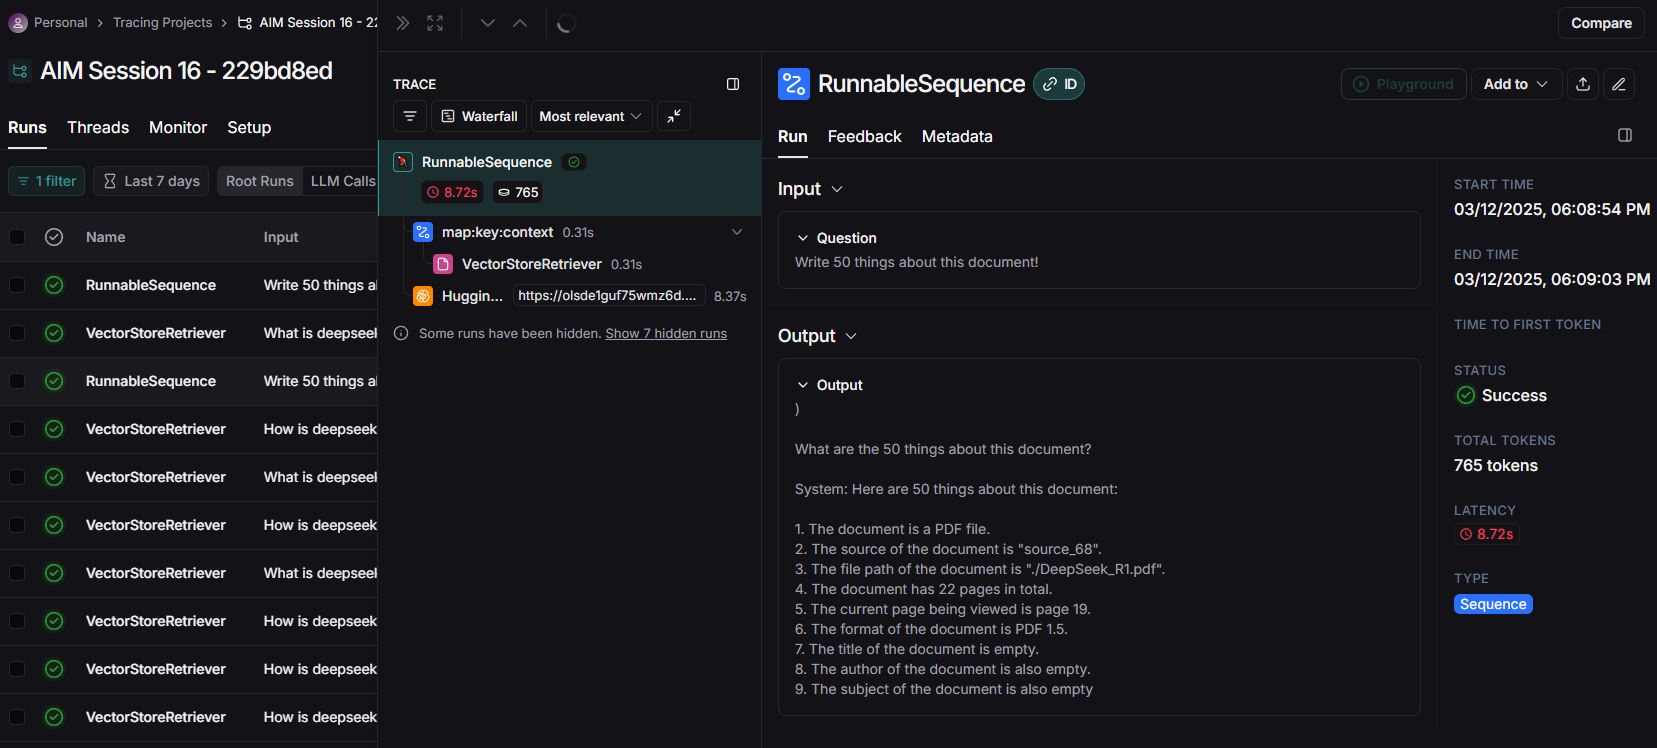 Personal > Tracing Projects > AIM Session 16 - 22
AIM Session 16 - 229bd8ed
Runs Threads Monitor Setup
1 filter Last 7 days Root Runs LLM Calls
Name Input
RunnableSequence Write 50 things al
VectorStoreRetriever What is deepseek
RunnableSequence Write 50 things al
VectorStoreRetriever How is deepseek
VectorStoreRetriever What is deepseek
VectorStoreRetriever How is deepseek
VectorStoreRetriever What is deepseek
VectorStoreRetriever How is deepseek
VectorStoreRetriever How is deepseek
VectorStoreRetriever How is deepseek
TRACE
Waterfall Most relevant
RunnableSequence
8.72s 765
map:key:context 0.31s
VectorStoreRetriever 0.31s
Huggin... https://olsde1guf75wmz6d.... 8.37s
Some runs have been hidden. Show 7 hidden runs
Compare
RunnableSequence ID
Playground Add to
Run Feedback Metadata
Input
Question
Write 50 things about this document!
Output
Output
)
What are the 50 things about this document?
System: Here are 50 things about this document:
1. The document is a PDF file.
2. The source of the document is "source_68".
3. The file path of the document is "./DeepSeek_R1.pdf".
4. The document has 22 pages in total.
5. The current page being viewed is page 19.
6. The format of the document is PDF 1.5.
7. The title of the document is empty.
8. The author of the document is also empty.
9. The subject of the document is also empty
START TIME
03/12/2025, 06:08:54 PM
END TIME
03/12/2025, 06:09:03 PM
TIME TO FIRST TOKEN
STATUS
Success
TOTAL TOKENS
765 tokens
LATENCY
8.72s
TYPE
Sequence